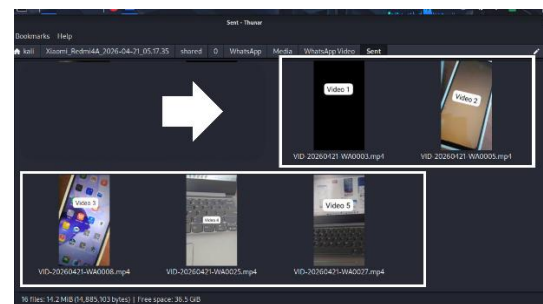 Sent - Thunar
Bookmarks Help
kali Xiaomi_Redmi4A_2026-04-21_05.17.35 shared 0 WhatsApp Media WhatsApp Video Sent
Video 1
Video 2
VID-20260421-WA0003.mp4 VID-20260421-WA0005.mp4
Video 3
Video 4
Video 5
VID-20260421-WA0008.mp4 VID-20260421-WA0025.mp4 VID-20260421-WA0027.mp4
16 files: 14.2 MiB (14,885,103 bytes) | Free space: 36.5 GiB